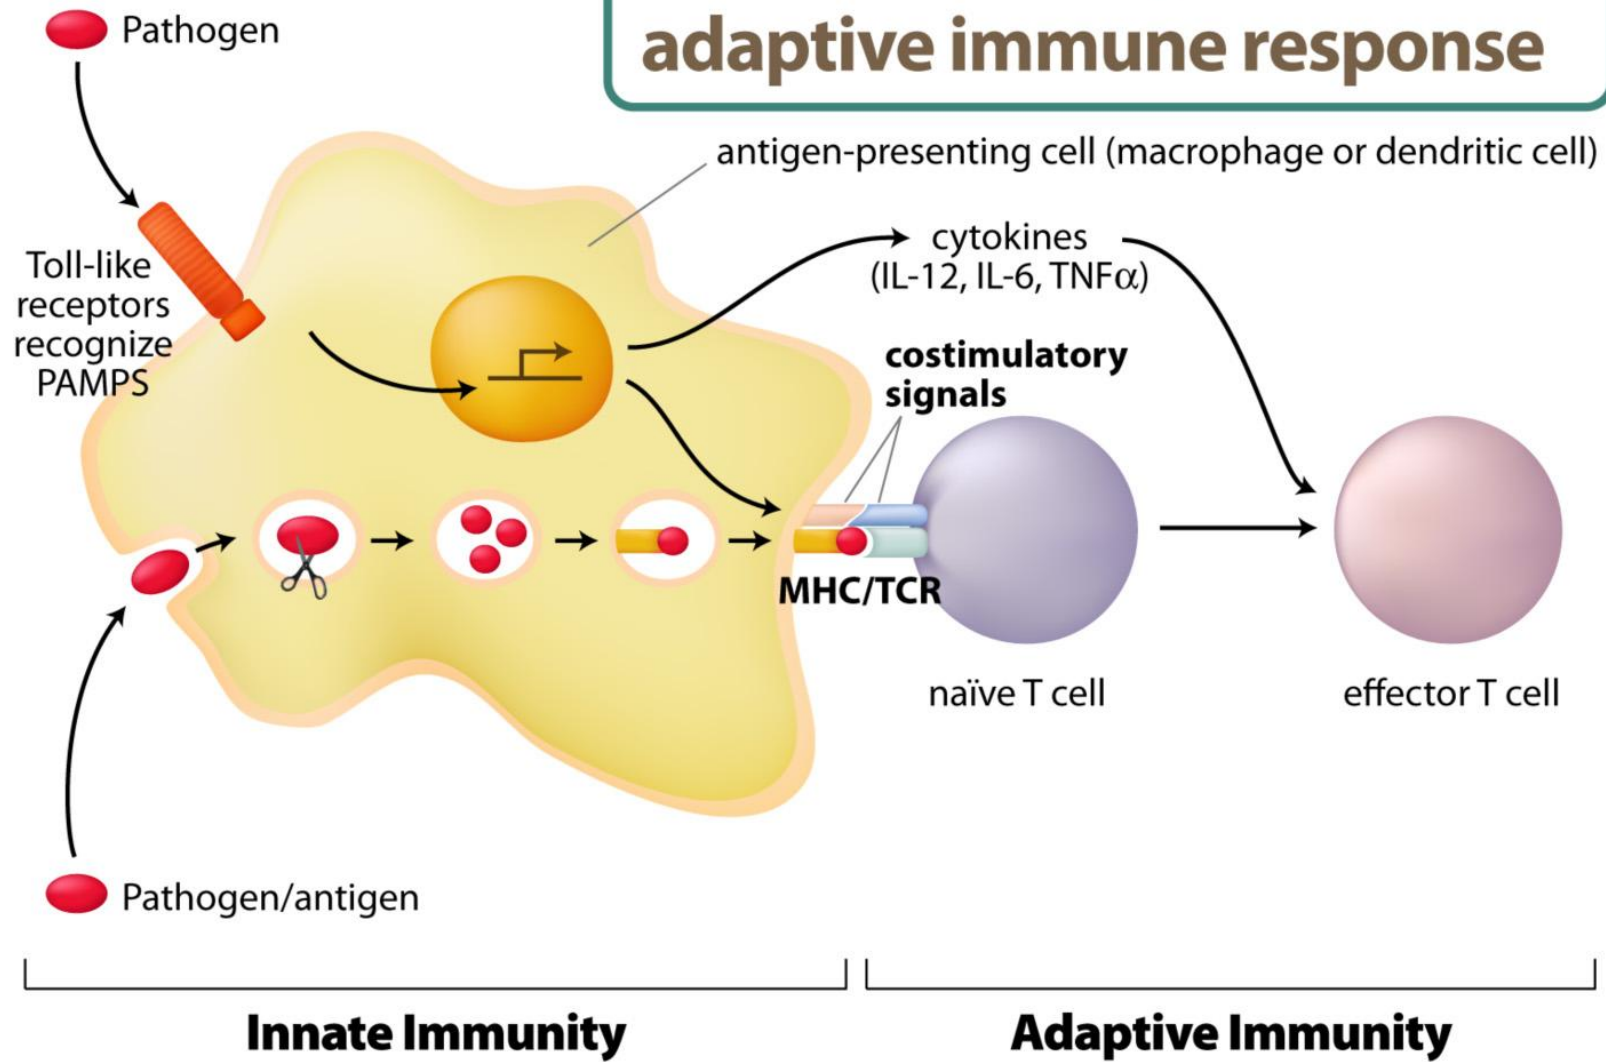 Pathogen
adaptive immune response
antigen-presenting cell (macrophage or dendritic cell)
Toll-like
receptors
recognize
PAMPS
cytokines
(IL-12, IL-6, TNFα)
costimulatory
signals
MHC/TCR
naïve T cell
effector T cell
Pathogen/antigen
Innate Immunity
Adaptive Immunity